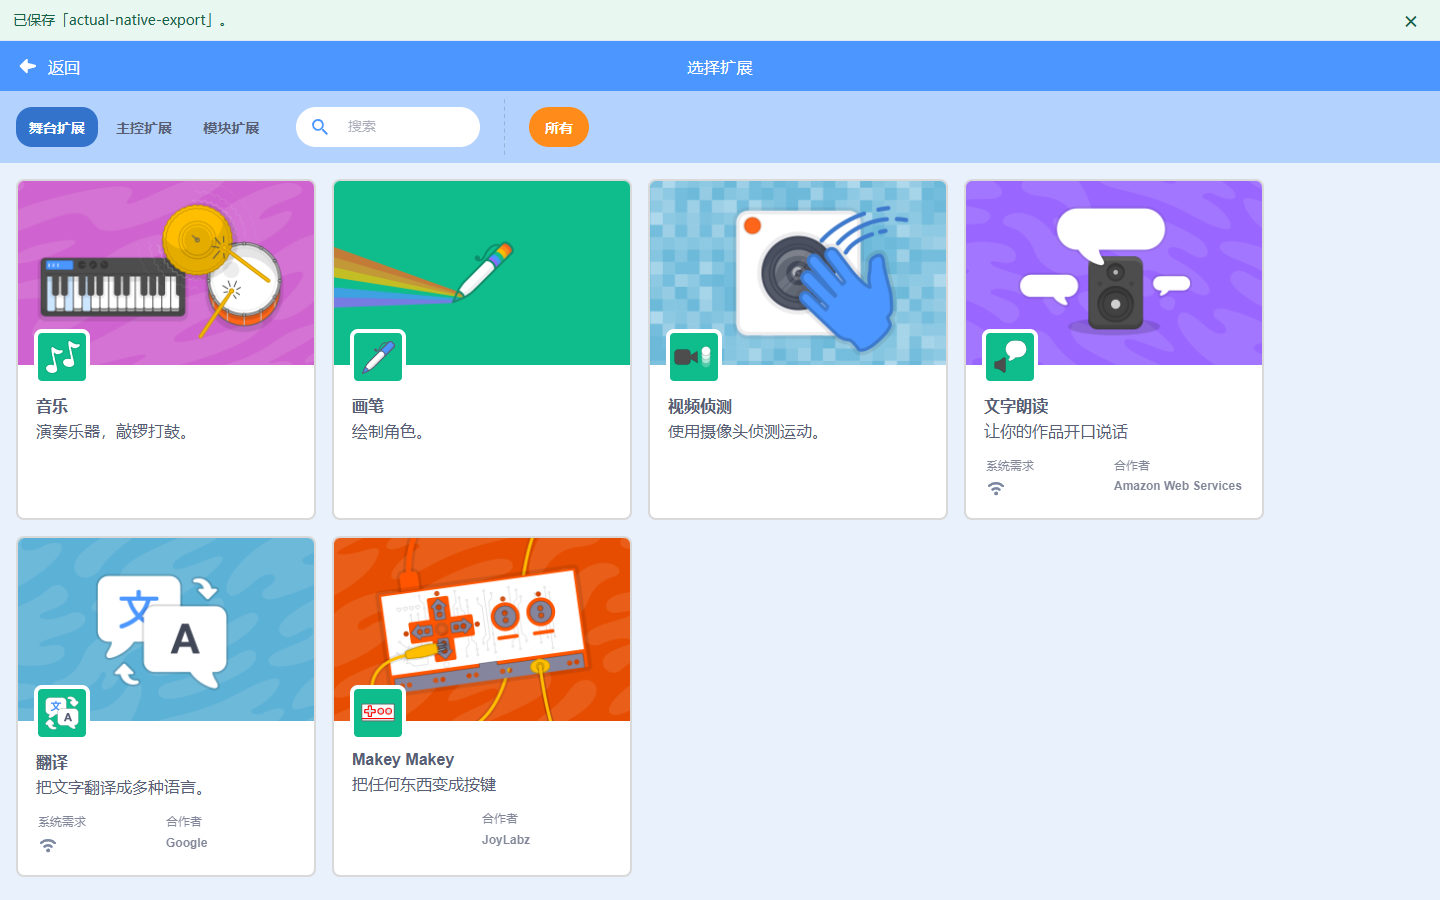 已保存「actual-native-export」。
返回
选择扩展
舞台扩展
主控扩展
模块扩展
搜索
所有
音乐
演奏乐器，敲锣打鼓。
画笔
绘制角色。
视频侦测
使用摄像头侦测运动。
文字朗读
让你的作品开口说话
系统需求
合作者
Amazon Web Services
文
A
文
A
翻译
把文字翻译成多种语言。
系统需求
合作者
Google
Makey Makey
把任何东西变成按键
合作者
JoyLabz